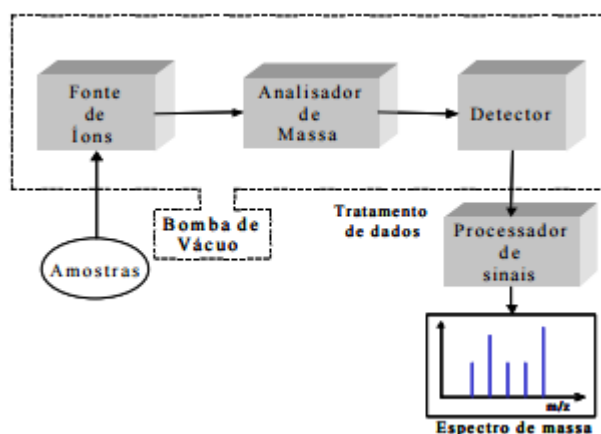 Fonte
de
Íons
Analisador
de
Massa
Detector
Amostras
Bomba de
Vácuo
Tratamento
de dados
Processador
de
sinais
m/z
Espectro de massa